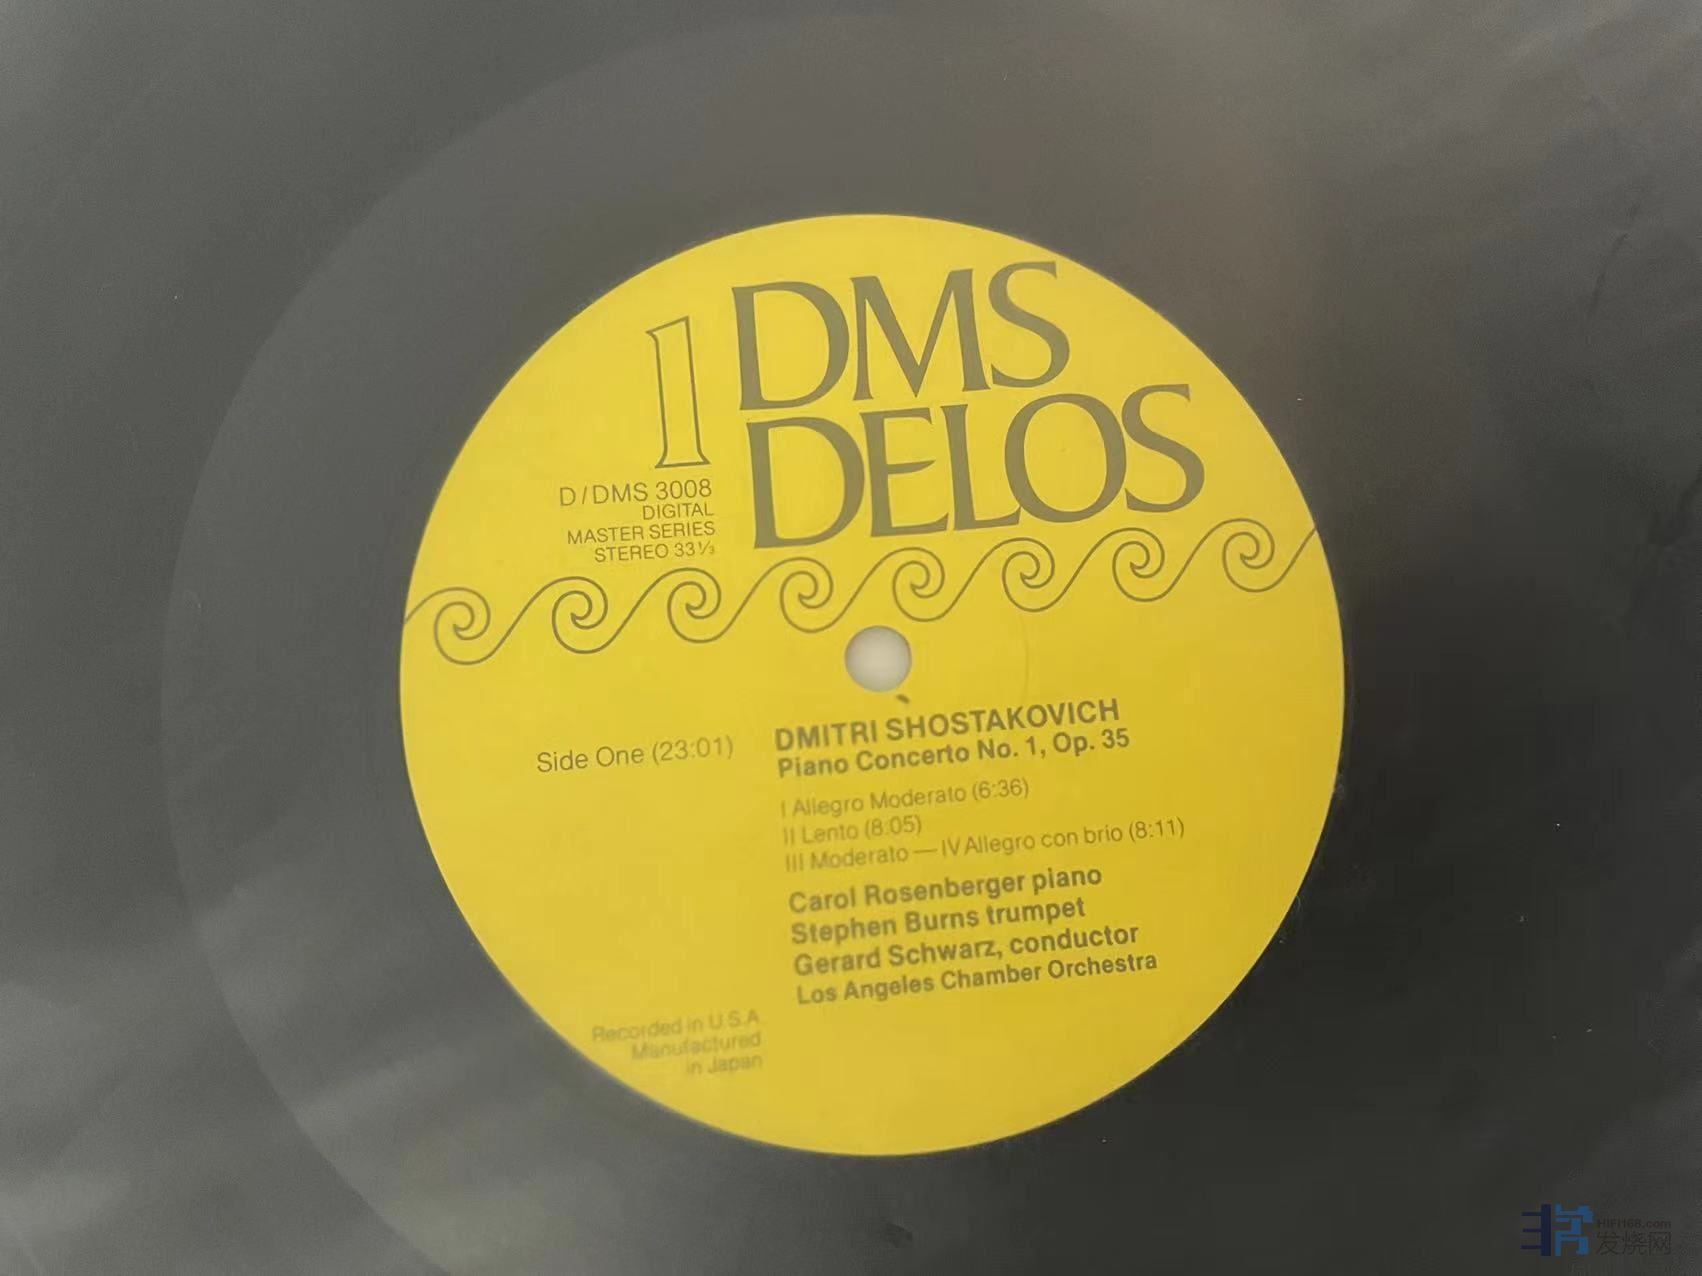 1
DMS
DELOS
D/DMS 3008
DIGITAL
MASTER SERIES
STEREO 33⅓
Side One (23:01)
DMITRI SHOSTAKOVICH
Piano Concerto No. 1, Op. 35
I Allegro Moderato (6:36)
II Lento (8:05)
III Moderato — IV Allegro con brio (8:11)
Carol Rosenberger piano
Stephen Burns trumpet
Gerard Schwarz, conductor
Los Angeles Chamber Orchestra
Recorded in U.S.A
Manufactured
in Japan
HIFI168.com
发烧网